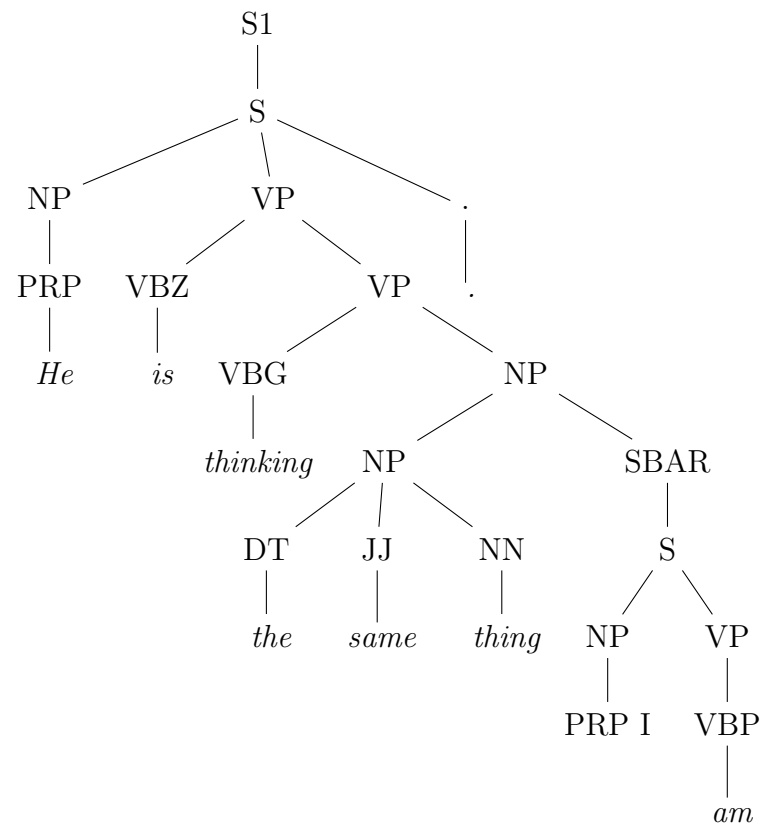 S1
S
NP VP .
PRP VBZ VP .
He is VBG NP
thinking NP SBAR
DT JJ NN S
the same thing NP VP
PRP I VBP
am